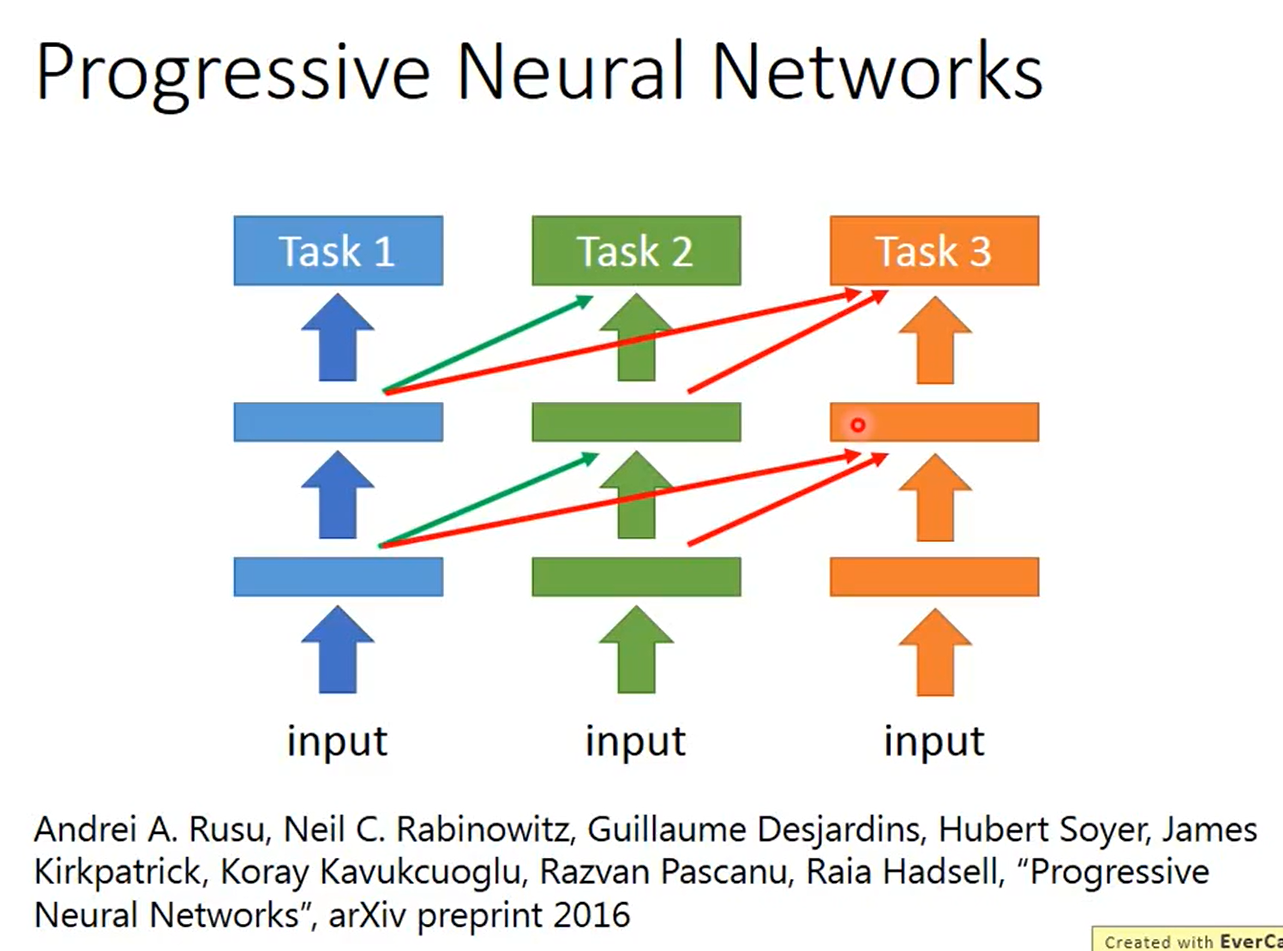 Progressive Neural Networks
Task 1
Task 2
Task 3
input
input
input
Andrei A. Rusu, Neil C. Rabinowitz, Guillaume Desjardins, Hubert Soyer, James
Kirkpatrick, Koray Kavukcuoglu, Razvan Pascanu, Raia Hadsell, “Progressive
Neural Networks”, arXiv preprint 2016
Created with EverCa